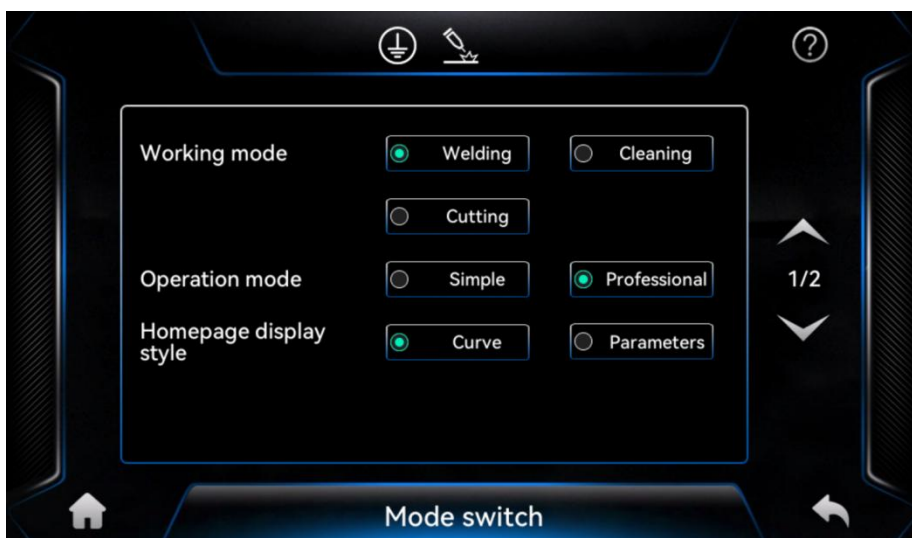 ?
Working mode Welding Cleaning
Cutting
Operation mode Simple Professional 1/2
Homepage display
style Curve Parameters
Mode switch